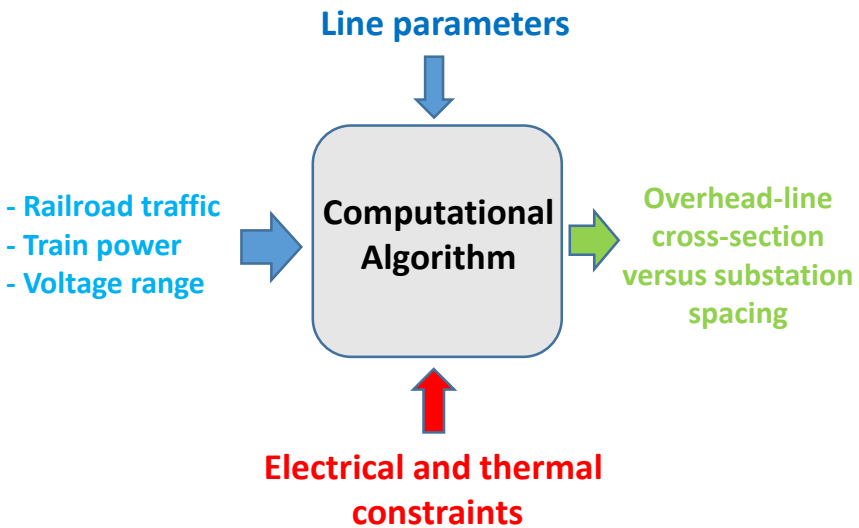 Line parameters
- Railroad traffic
- Train power
- Voltage range
Computational
Algorithm
Overhead-line
cross-section
versus substation
spacing
Electrical and thermal
constraints